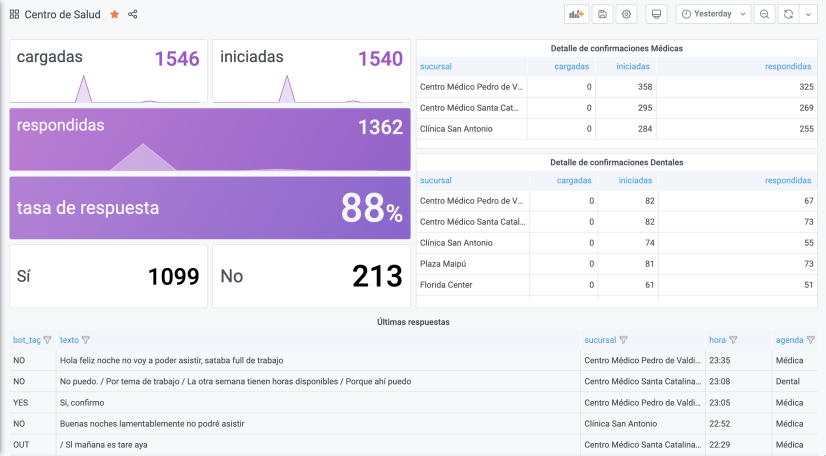 Centro de Salud
Yesterday
cargadas 1546
iniciadas 1540
respondidas 1362
tasa de respuesta 88%
Sí 1099
No 213
Detalle de confirmaciones Médicas
sucursal cargadas iniciadas respondidas
Centro Médico Pedro de V... 0 358 325
Centro Médico Santa Cat... 0 295 269
Clínica San Antonio 0 284 255
Detalle de confirmaciones Dentales
sucursal cargadas iniciadas respondidas
Centro Médico Pedro de V... 0 82 67
Centro Médico Santa Catal... 0 82 73
Clínica San Antonio 0 74 55
Plaza Maipú 0 81 73
Florida Center 0 61 51
Últimas respuestas
bot_tag texto sucursal hora agenda
NO Hola feliz noche no voy a poder asistir, sataba full de trabajo Centro Médico Pedro de Valdi... 23:35 Médica
NO No puedo. / Por tema de trabajo / La otra semana tienen horas disponibles / Porque ahí puedo Centro Médico Santa Catalina... 23:08 Dental
YES Si, confirmo Centro Médico Pedro de Valdi... 23:05 Médica
NO Buenas noches lamentablemente no podré asistir Clínica San Antonio 22:52 Médica
OUT / SI mañana es tare aya Centro Médico Santa Catalina... 22:29 Médica